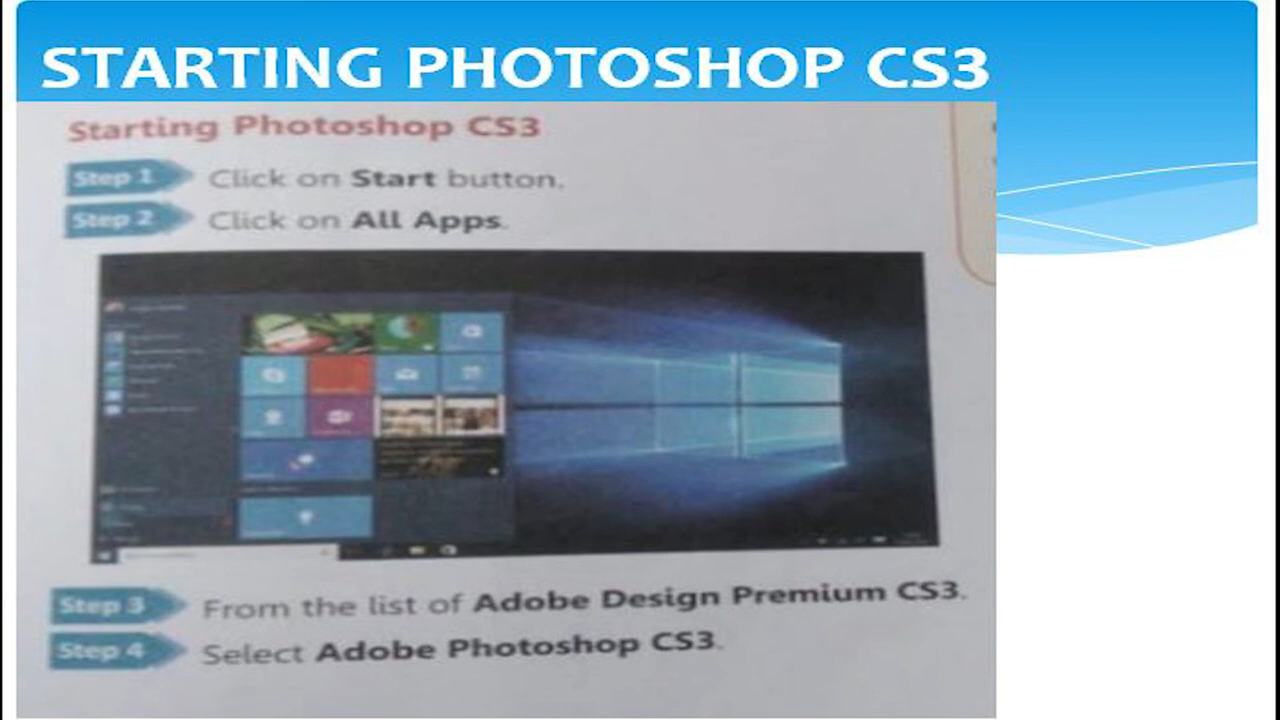 STARTING PHOTOSHOP CS3
Starting Photoshop CS3
Step 1 Click on Start button.
Step 2 Click on All Apps.
Step 3 From the list of Adobe Design Premium CS3.
Step 4 Select Adobe Photoshop CS3.